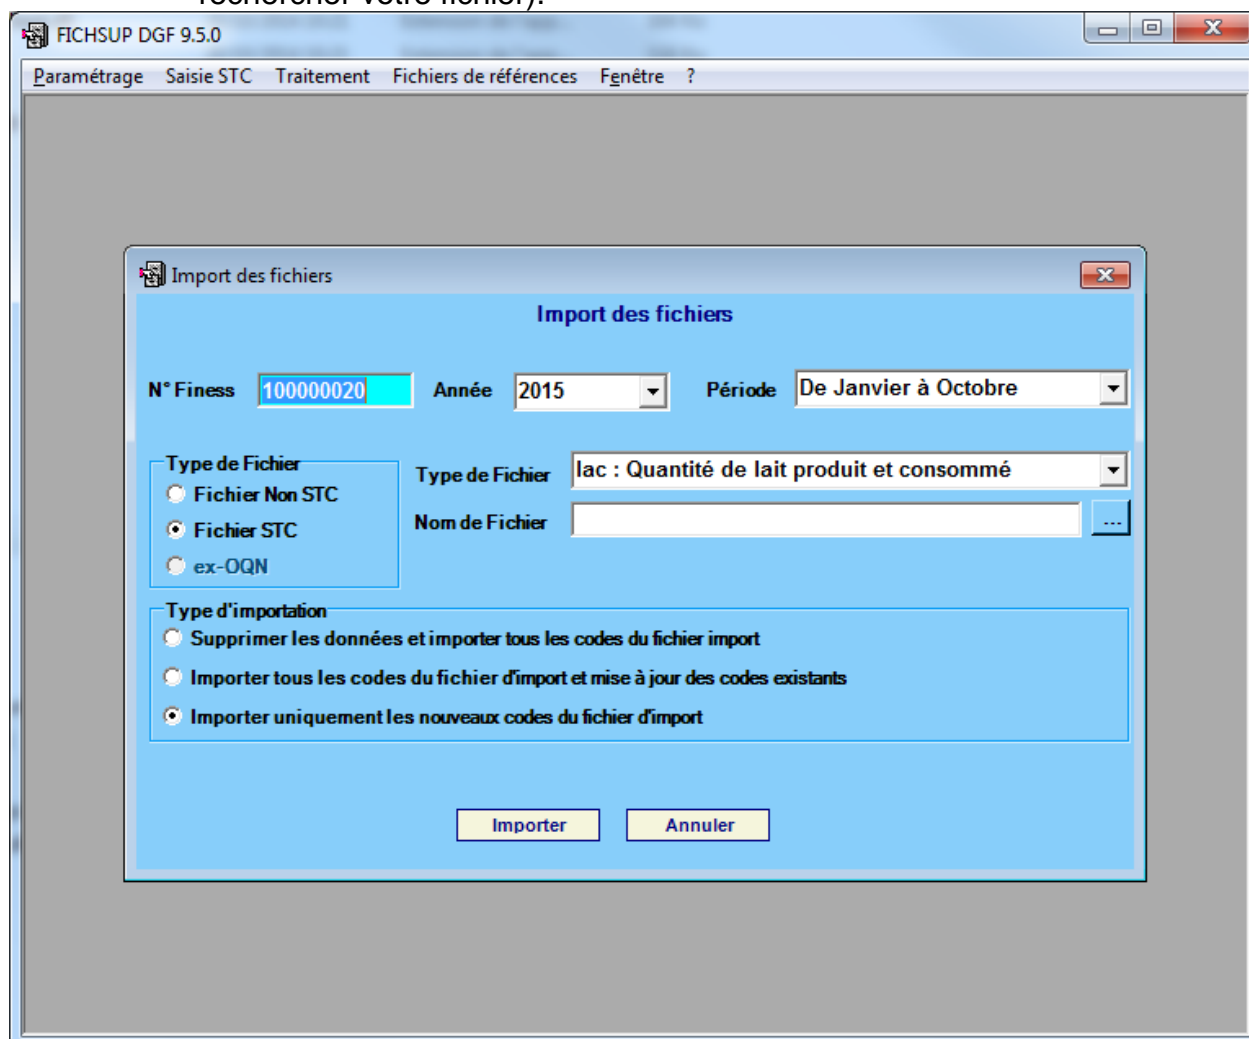 rechercher votre fichier).
FICHSUP DGF 9.5.0
Paramétrage Saisie STC Traitement Fichiers de références Fenêtre ?
Import des fichiers
Import des fichiers
N° Finess 100000020 Année 2015 Période De Janvier à Octobre
Type de Fichier
Type de Fichier lac : Quantité de lait produit et consommé
Fichier Non STC
Nom de Fichier ...
Fichier STC
ex-OQN
Type d'importation
Supprimer les données et importer tous les codes du fichier import
Importer tous les codes du fichier d'import et mise à jour des codes existants
Importer uniquement les nouveaux codes du fichier d'import
Importer Annuler